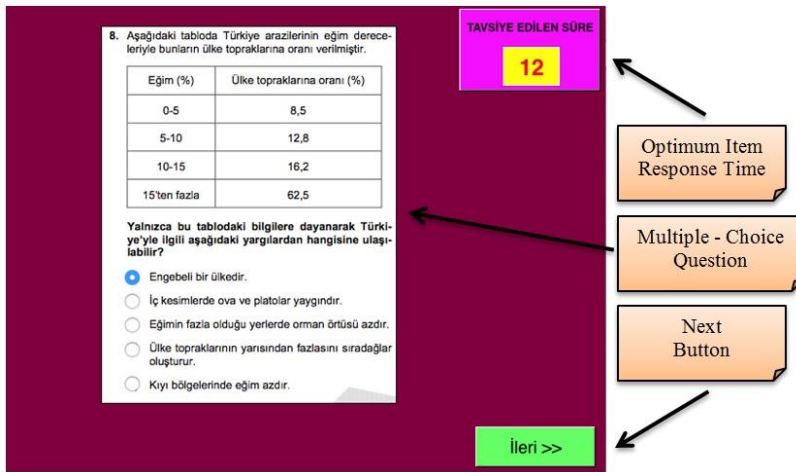 8. Aşağıdaki tabloda Türkiye arazilerinin eğim derece-
leriyle bunların ülke topraklarına oranı verilmiştir.
Eğim (%) Ülke topraklarına oranı (%)
0-5 8,5
5-10 12,8
10-15 16,2
15'ten fazla 62,5
Yalnızca bu tablodaki bilgilere dayanarak Türki-
ye'yle ilgili aşağıdaki yargılardan hangisine ulaşı-
labilir?
Engebeli bir ülkedir.
İç kesimlerde ova ve platolar yaygındır.
Eğimin fazla olduğu yerlerde orman örtüsü azdır.
Ülke topraklarının yarısından fazlasını sıradağlar
oluşturur.
Kıyı bölgelerinde eğim azdır.
TAVSİYE EDİLEN SÜRE
12
İleri >>
Optimum Item
Response Time
Multiple - Choice
Question
Next
Button